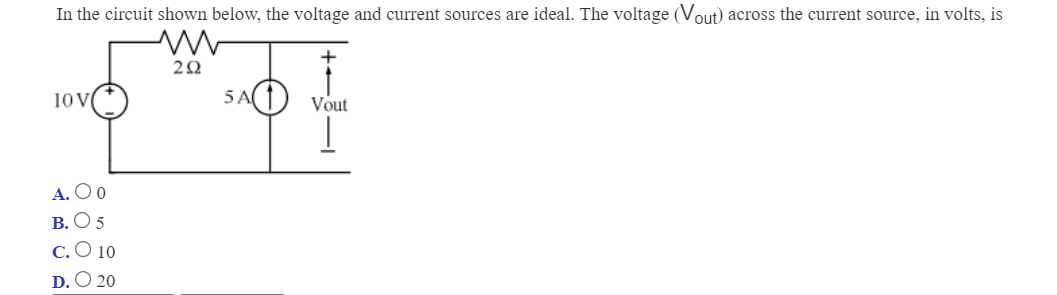 In the circuit shown below, the voltage and current sources are ideal. The voltage (Vout) across the current source, in volts, is
2Ω
+
10 V
+
−
5 A
Vout
−
A. 0
B. 5
C. 10
D. 20